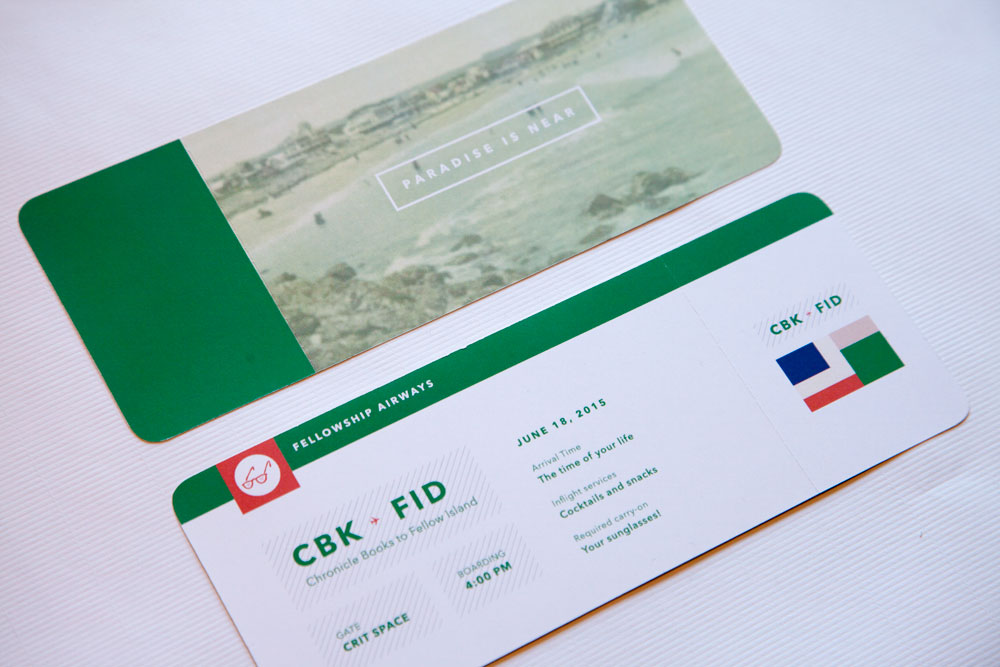 PARADISE IS NEAR
FELLOWSHIP AIRWAYS
CBK FID
Chronicle Books to Fellow Island
GATE
CRIT SPACE
BOARDING
4:00 PM
JUNE 18, 2015
Arrival Time
The time of your life
Inflight services
Cocktails and snacks
Required carry-on
Your sunglasses!
CBK FID